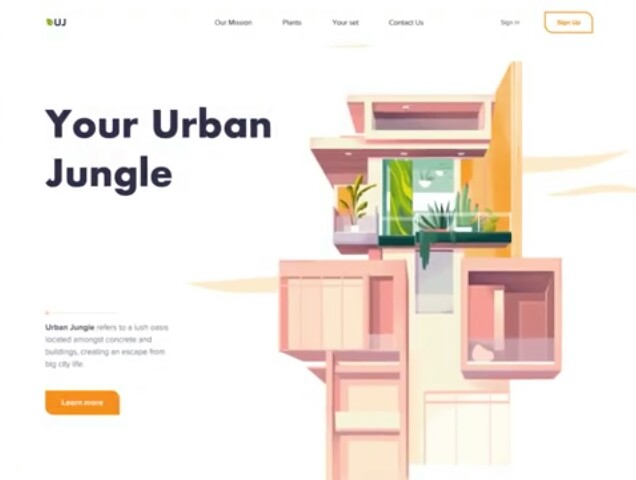 UJ
Our Mission
Plants
Your set
Contact Us
Sign in
Sign Up
Your Urban
Jungle
Urban Jungle refers to a lush oasis
located amongst concrete and
buildings, creating an escape from
big city life.
Learn more